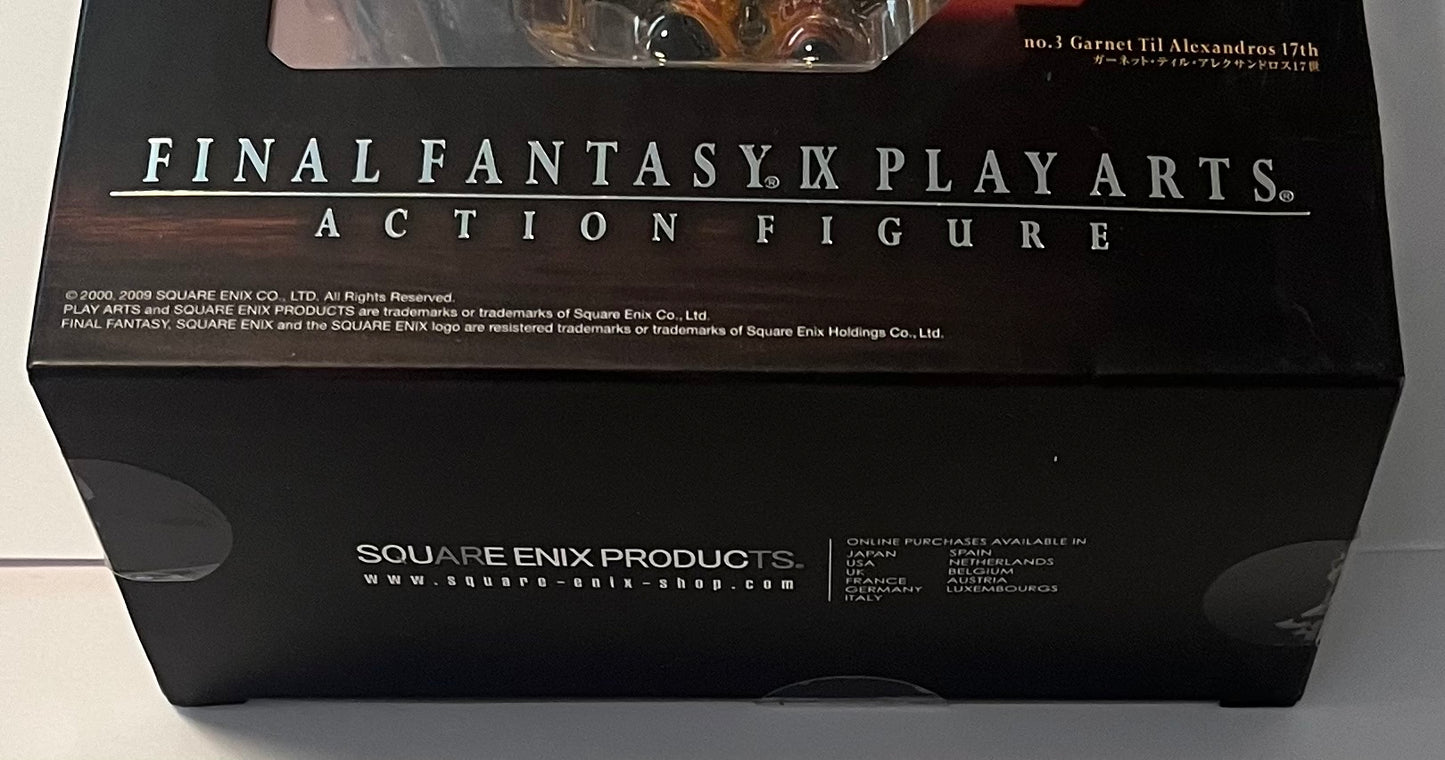 no.3 Garnet Til Alexandros 17th
ガーネット・ティル・アレクサンドロス17世
FINAL FANTASY® IX PLAY ARTS®
ACTION FIGURE
© 2000, 2009 SQUARE ENIX CO., LTD. All Rights Reserved.
PLAY ARTS and SQUARE ENIX PRODUCTS are trademarks or trademarks of Square Enix Co., Ltd.
FINAL FANTASY, SQUARE ENIX and the SQUARE ENIX logo are resistered trademarks or trademarks of Square Enix Holdings Co., Ltd.
SQUARE ENIX PRODUCTS®
www.square-enix-shop.com
ONLINE PURCHASES AVAILABLE IN
JAPAN SPAIN
USA NETHERLANDS
UK BELGIUM
FRANCE AUSTRIA
GERMANY LUXEMBOURGS
ITALY